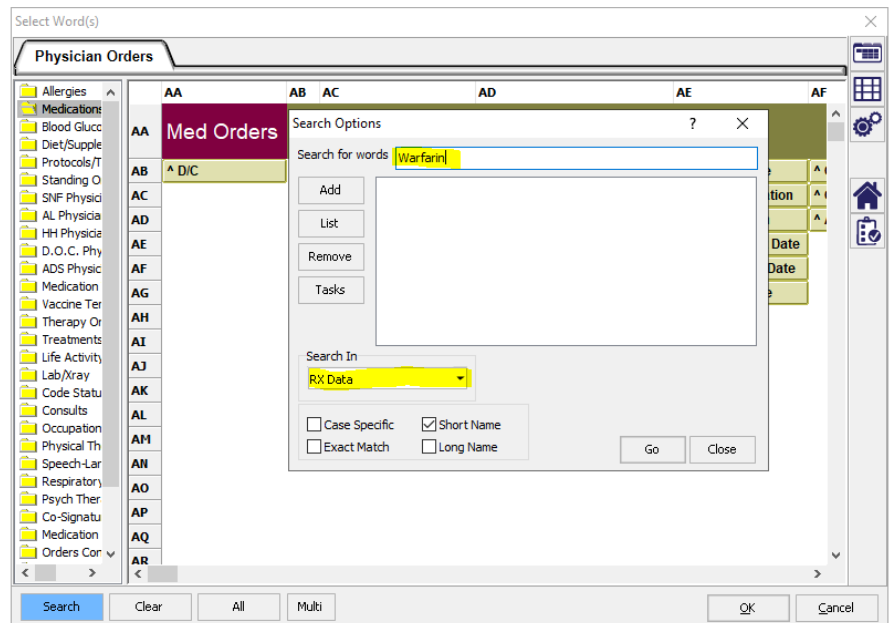 Select Word(s)
Physician Orders
Allergies
Medications
Blood Glucc
Diet/Supple
Protocols/T
Standing O
SNF Physici
AL Physicia
HH Physicia
D.O.C. Phy
ADS Physic
Medication
Vaccine Ter
Therapy Or
Treatments
Life Activity
Lab/Xray
Code Statu
Consults
Occupation
Physical Th
Speech-Lar
Respiratory
Psych Ther
Co-Signatu
Medication
Orders Con
AA AB AC AD AE AF
AA Med Orders
AB ^ D/C
AC ation
AD
AE Date
AF Date
AG
AH
AI
AJ
AK
AL
AM
AN
AO
AP
AQ
AR
Search Options ? X
Search for words Warfarin
Add
List
Remove
Tasks
Search In
RX Data
Case Specific Short Name
Exact Match Long Name
Go Close
Search Clear All Multi OK Cancel